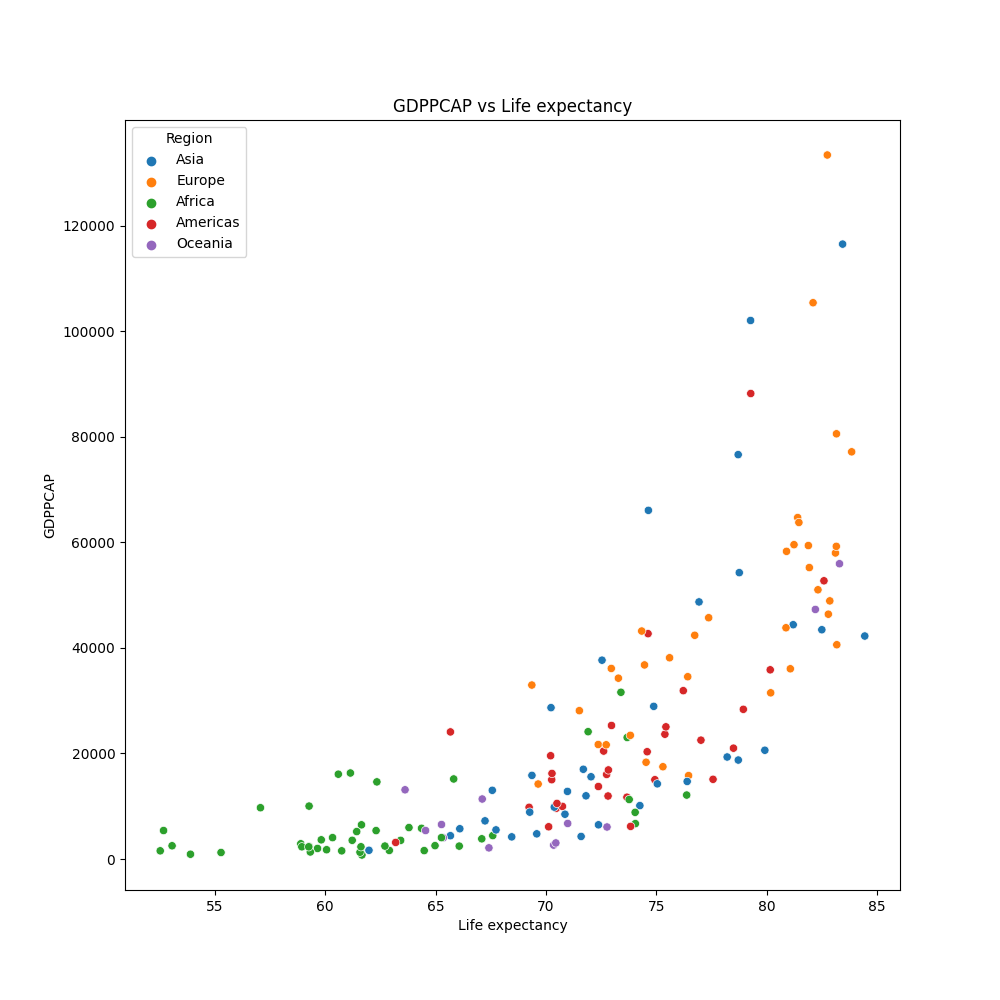 GDPPCAP vs Life expectancy
Region
Asia
Europe
Africa
Americas
Oceania
120000
100000
80000
60000
40000
20000
0
GDPPCAP
55 60 65 70 75 80 85
Life expectancy